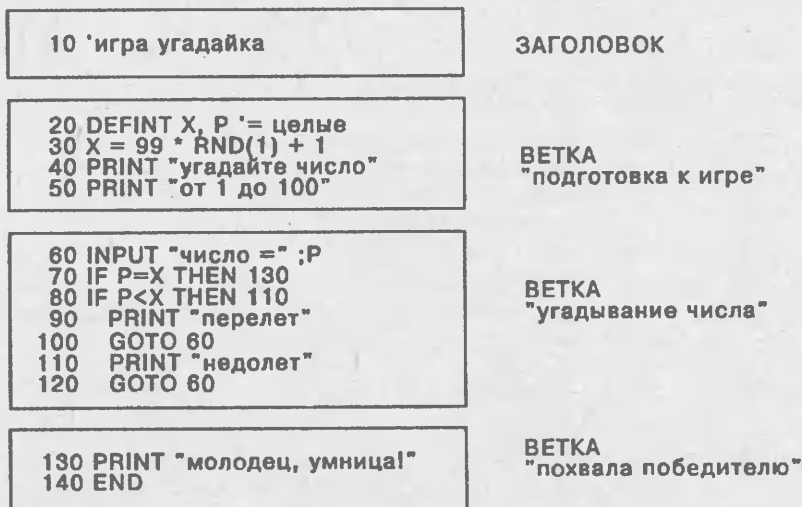 10 'игра угадайка
ЗАГОЛОВОК
20 DEFINT X, P '= целые
30 X = 99 * RND(1) + 1
40 PRINT "угадайте число"
50 PRINT "от 1 до 100"
ВЕТКА
"подготовка к игре"
60 INPUT "число =" ;P
70 IF P=X THEN 130
80 IF P<X THEN 110
90 PRINT "перелет"
100 GOTO 60
110 PRINT "недолет"
120 GOTO 60
ВЕТКА
"угадывание числа"
130 PRINT "молодец, умница!"
140 END
ВЕТКА
"похвала победителю"